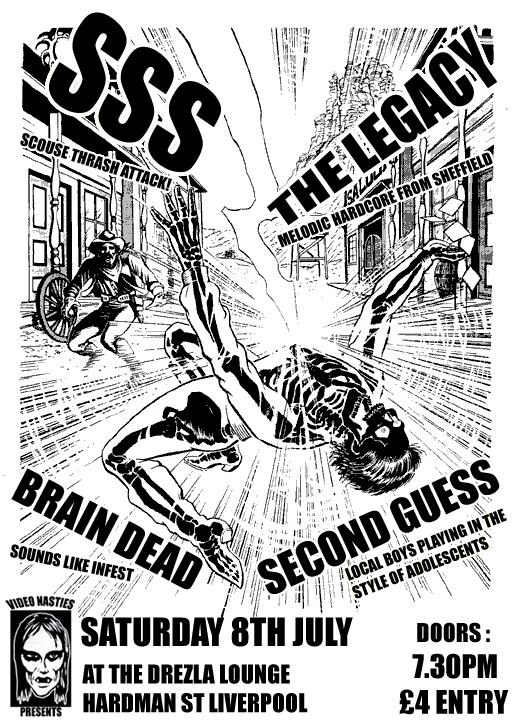 SSS
SCOUSE THRASH ATTACK!
THE LEGACY
MELODIC HARDCORE FROM SHEFFIELD
BRAIN DEAD
SOUNDS LIKE INFEST
SECOND GUESS
LOCAL BOYS PLAYING IN THE
STYLE OF ADOLESCENTS
VIDEO NASTIES
PRESENTS
SATURDAY 8TH JULY
AT THE DREZLA LOUNGE
HARDMAN ST LIVERPOOL
DOORS :
7.30PM
£4 ENTRY